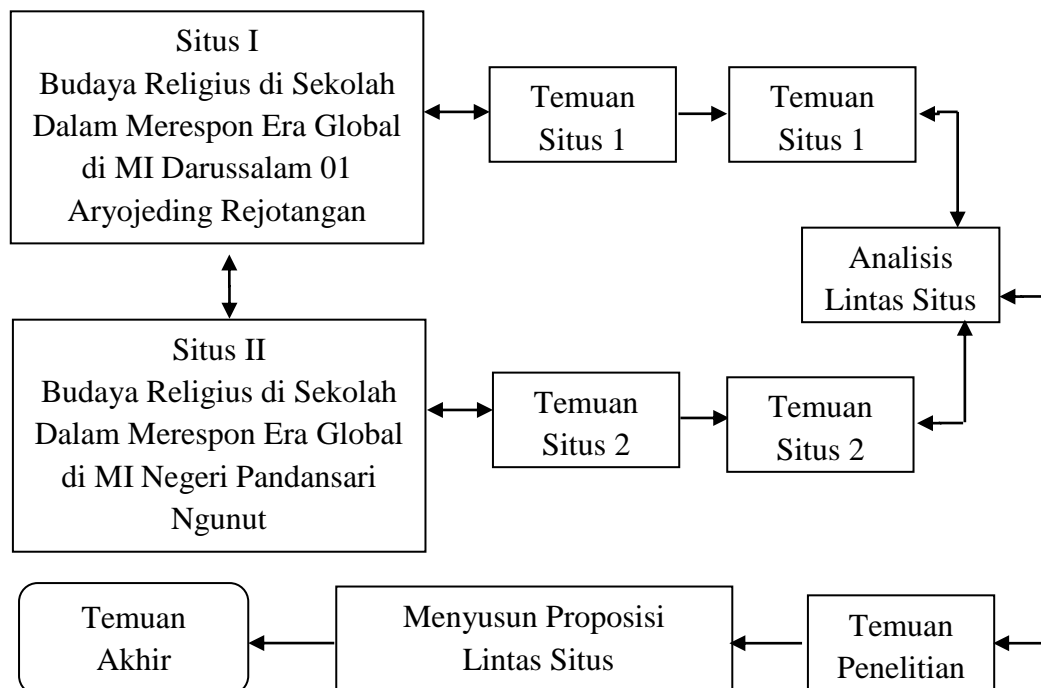 Situs I
Budaya Religius di Sekolah
Dalam Merespon Era Global
di MI Darussalam 01
Aryojeding Rejotangan
Temuan
Situs 1
Temuan
Situs 1
Analisis
Lintas Situs
Situs II
Budaya Religius di Sekolah
Dalam Merespon Era Global
di MI Negeri Pandansari
Ngunut
Temuan
Situs 2
Temuan
Situs 2
Temuan
Akhir
Menyusun Proposisi
Lintas Situs
Temuan
Penelitian